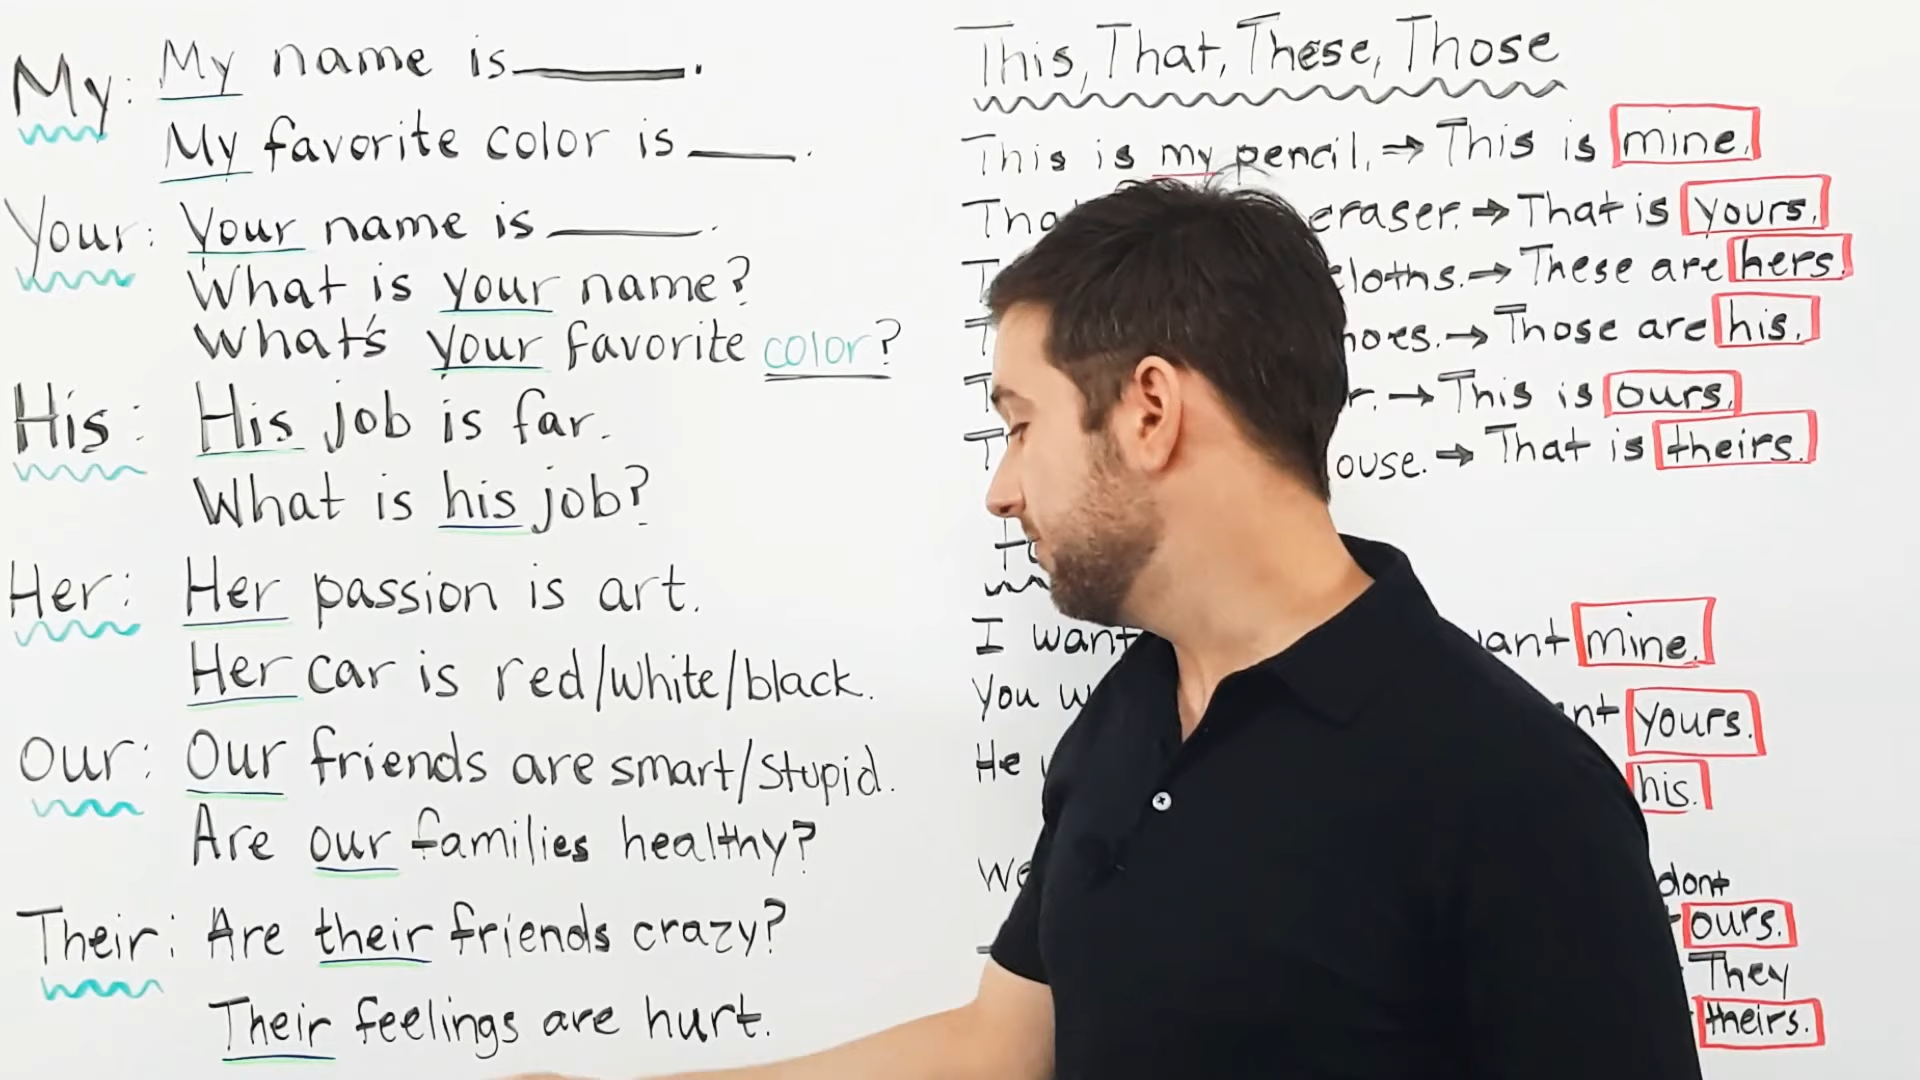 My: My name is ____.
My favorite color is ____.
Your: Your name is ____.
What is your name?
What's your favorite color?
His: His job is far.
What is his job?
Her: Her passion is art.
Her car is red/white/black.
Our: Our friends are smart/stupid.
Are our families healthy?
Their: Are their friends crazy?
Their feelings are hurt.
This, That, These, Those
This is my pencil. → This is mine.
eraser. → That is yours.
cloths. → These are hers.
→ Those are his.
→ This is ours.
→ That is theirs.
I want mine.
You yours.
He his.
dont
ours.
They
theirs.